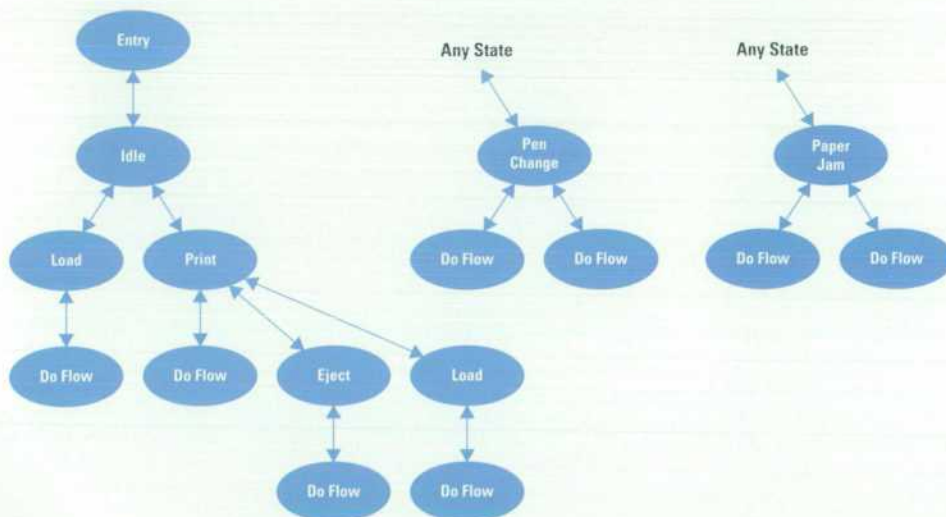 Entry
Any State
Any State
Idle
Pen
Change
Paper
Jam
Load
Print
Do Flow
Do Flow
Do Flow
Do Flow
Do Flow
Do Flow
Eject
Load
Do Flow
Do Flow